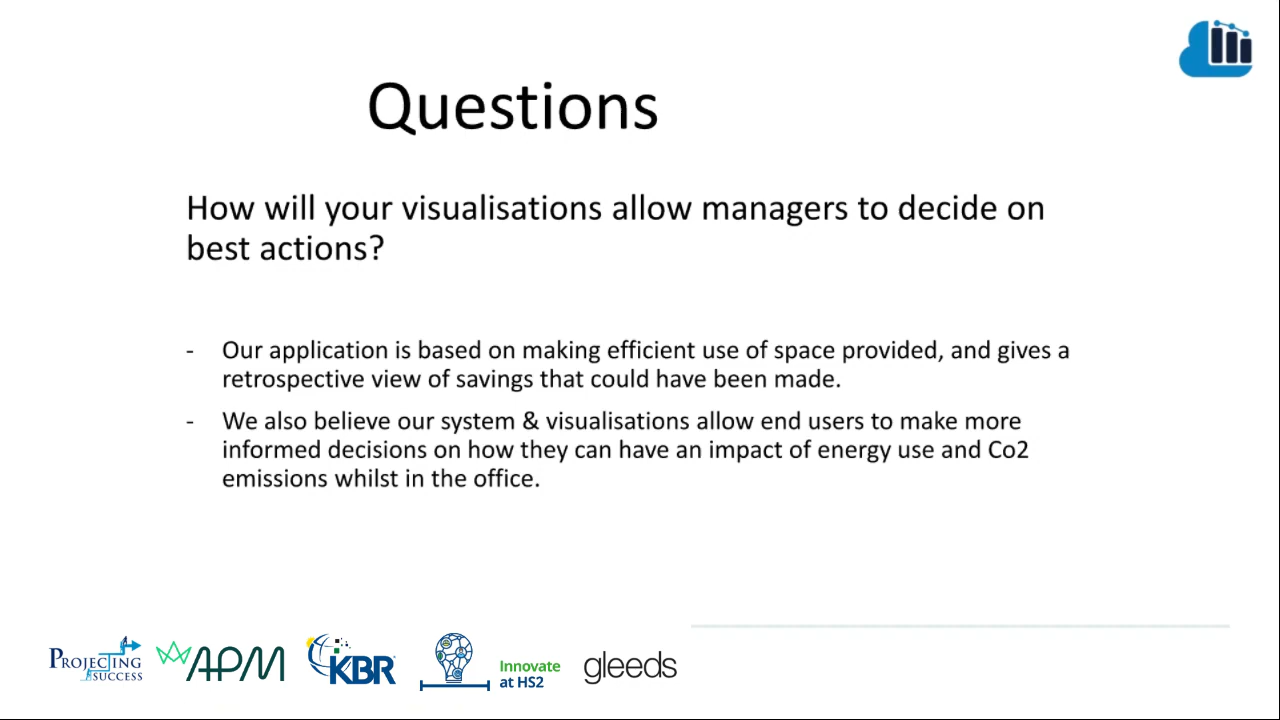 Questions
How will your visualisations allow managers to decide on
best actions?
- Our application is based on making efficient use of space provided, and gives a
retrospective view of savings that could have been made.
- We also believe our system & visualisations allow end users to make more
informed decisions on how they can have an impact of energy use and Co2
emissions whilst in the office.
PROJECTING
SUCCESS
APM
KBR
Innovate
at HS2
gleeds